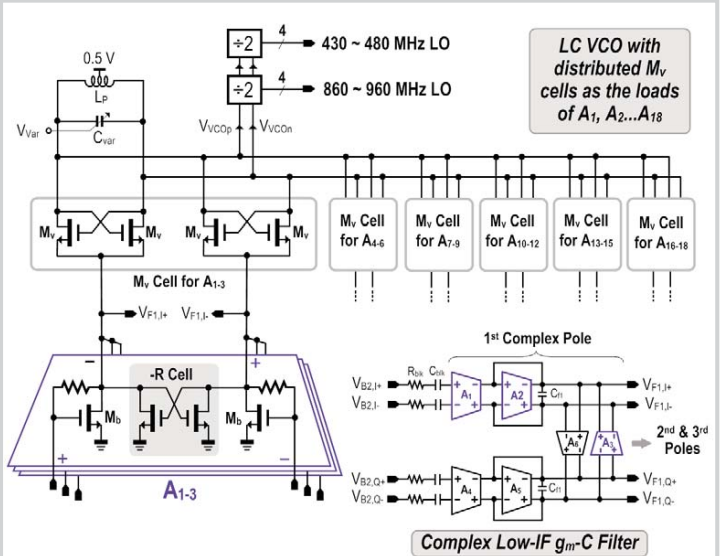 0.5 V
LP
VVar
Cvar
÷2
4
430 ~ 480 MHz LO
÷2
4
860 ~ 960 MHz LO
VVCOp
VVCOn
LC VCO with
distributed Mv
cells as the loads
of A1, A2...A18
Mv
Mv
Mv
Mv
Mv Cell for A1-3
Mv Cell
for A4-6
Mv Cell
for A7-9
Mv Cell
for A10-12
Mv Cell
for A13-15
Mv Cell
for A16-18
VF1,I+
VF1,I-
−
+
-R Cell
Mb
Mb
+
−
A1-3
1st Complex Pole
Rblk
Cblk
VB2,I+
VB2,I-
+
−
A1
−
+
+
−
A2
−
+
Cf1
VF1,I+
VF1,I-
A6
A3
2nd & 3rd
Poles
VB2,Q+
VB2,Q-
+
−
A4
−
+
+
−
A5
−
+
Cf1
VF1,Q+
VF1,Q-
Complex Low-IF gm-C Filter